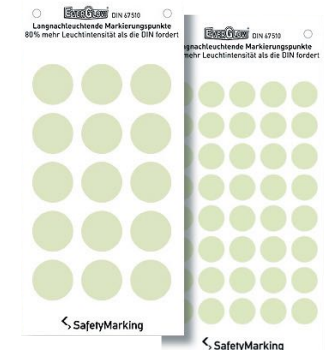 EverGlow DIN 67510
Langnachleuchtende Markierungspunkte
80% mehr Leuchtintensität als die DIN fordert
SafetyMarking
EverGlow DIN 67510
ngnachleuchtende Markierungspunkte
mehr Leuchtintensität als die DIN fordert
SafetyMarking